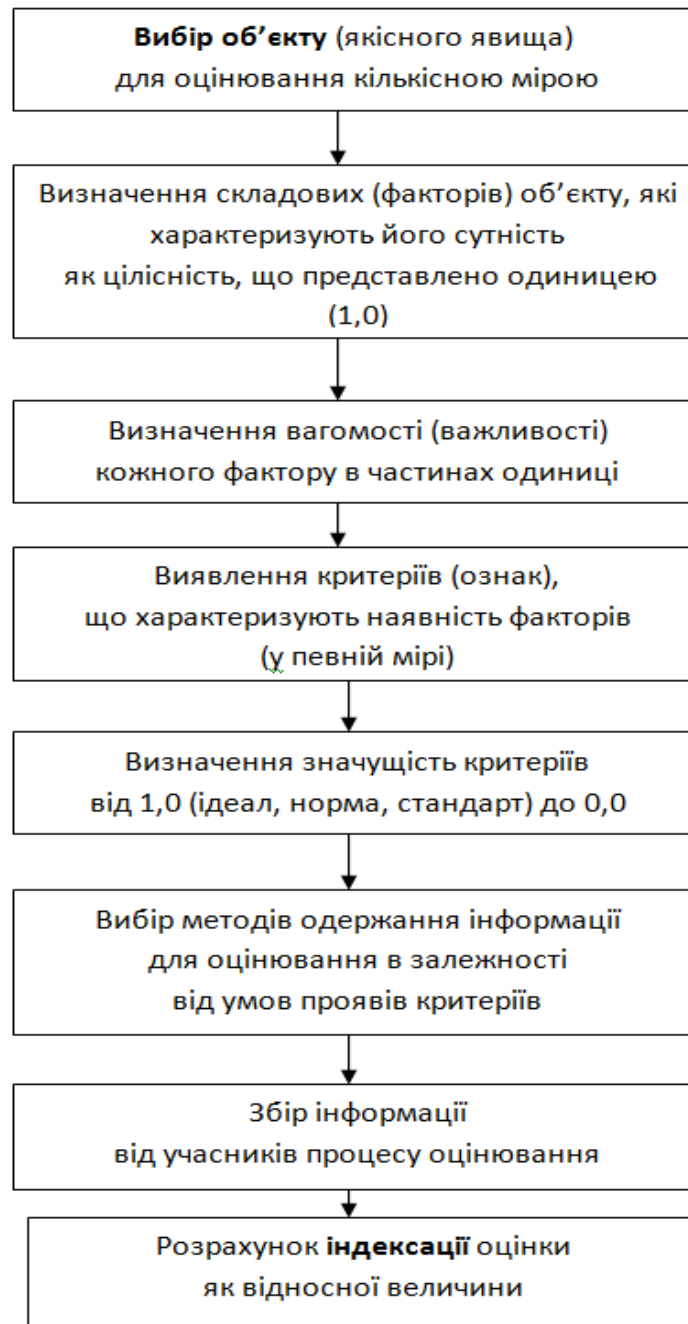 Вибір об’єкту (якісного явища)
для оцінювання кількісною мірою
Визначення складових (факторів) об’єкту, які
характеризують його сутність
як цілісність, що представлено одиницею
(1,0)
Визначення вагомості (важливості)
кожного фактору в частинах одиниці
Виявлення критеріїв (ознак),
що характеризують наявність факторів
(у певній мірі)
Визначення значущість критеріїв
від 1,0 (ідеал, норма, стандарт) до 0,0
Вибір методів одержання інформації
для оцінювання в залежності
від умов проявів критеріїв
Збір інформації
від учасників процесу оцінювання
Розрахунок індексації оцінки
як відносної величини